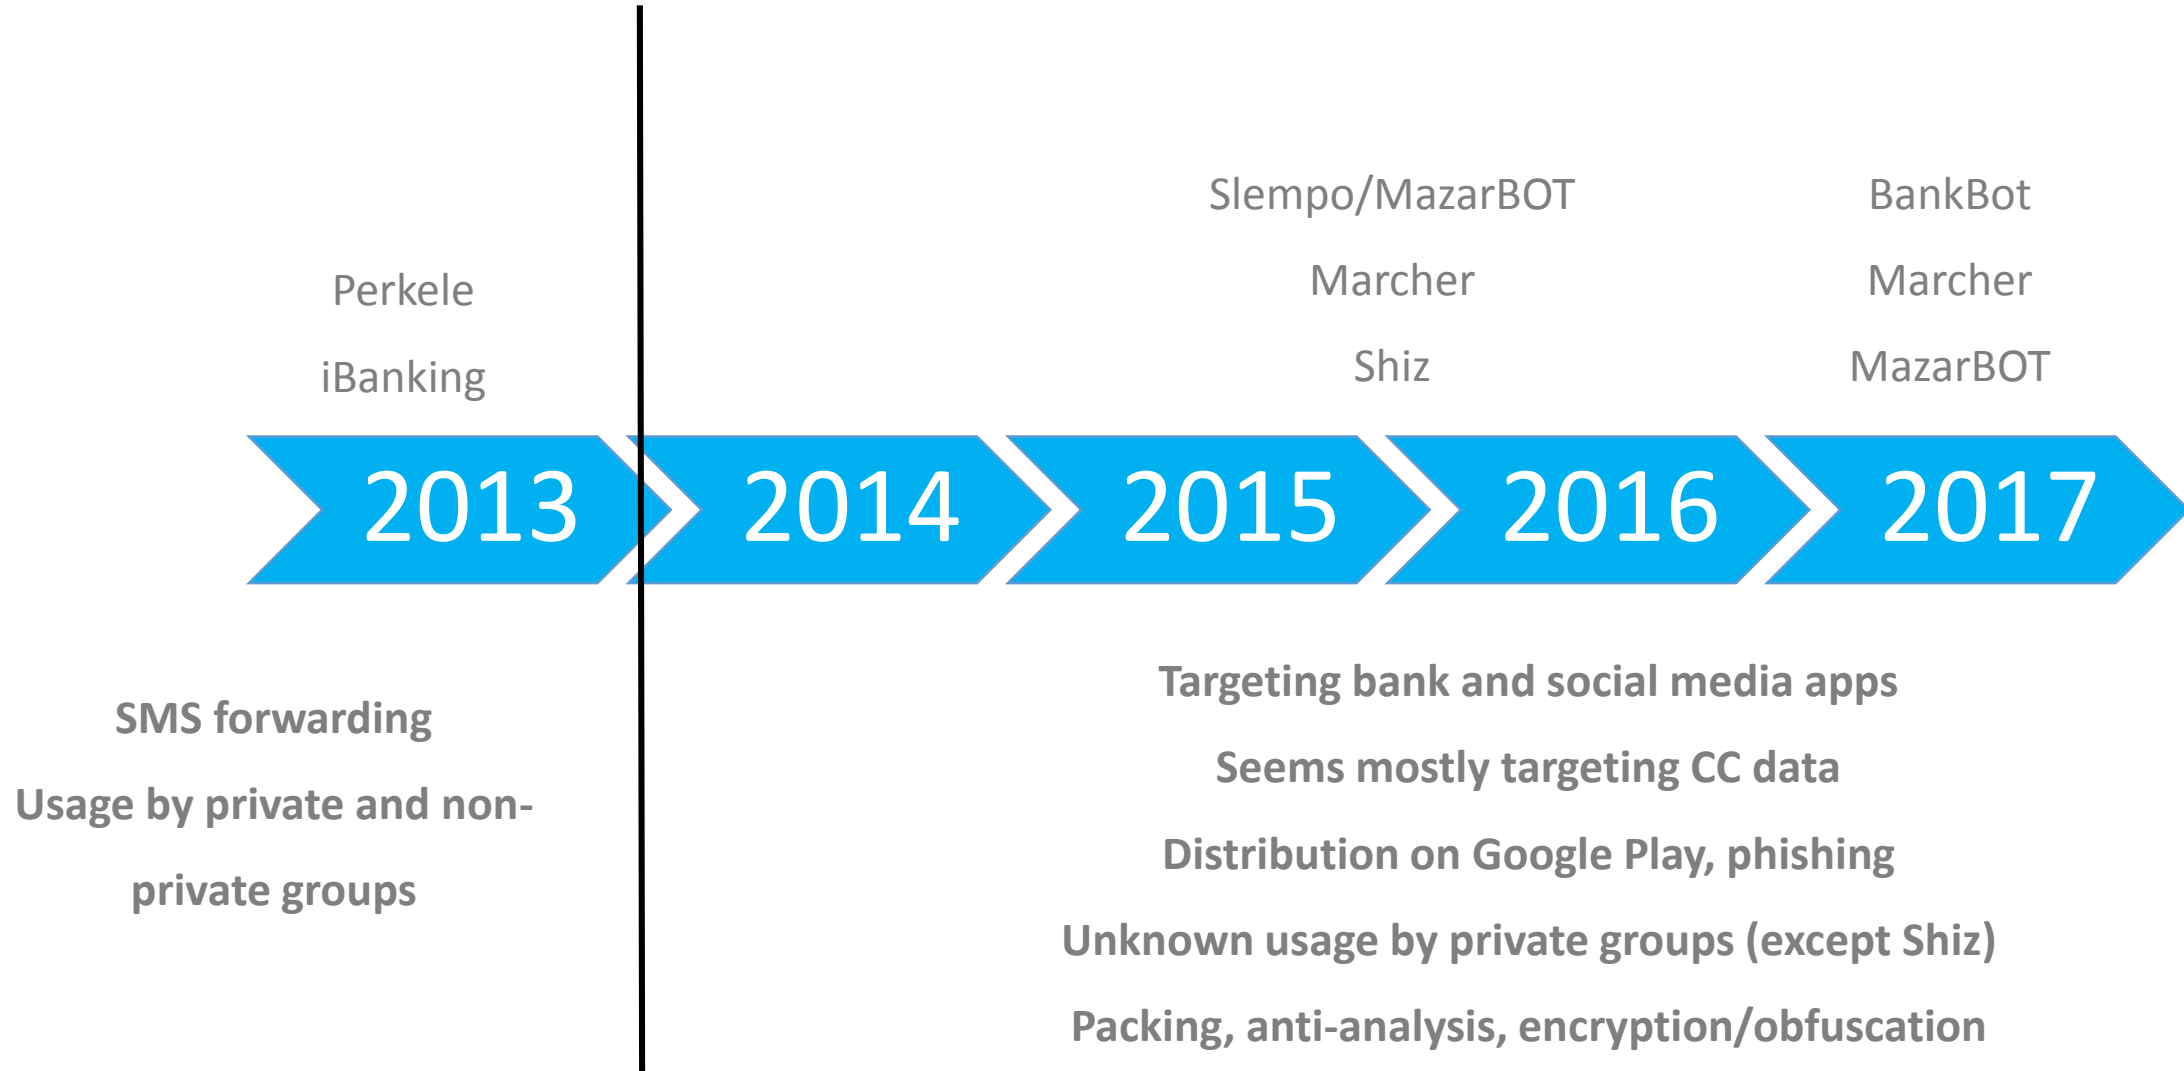 Perkele
iBanking
Slempo/MazarBOT
Marcher
Shiz
BankBot
Marcher
MazarBOT
2013
2014
2015
2016
2017
SMS forwarding
Usage by private and non-
private groups
Targeting bank and social media apps
Seems mostly targeting CC data
Distribution on Google Play, phishing
Unknown usage by private groups (except Shiz)
Packing, anti-analysis, encryption/obfuscation